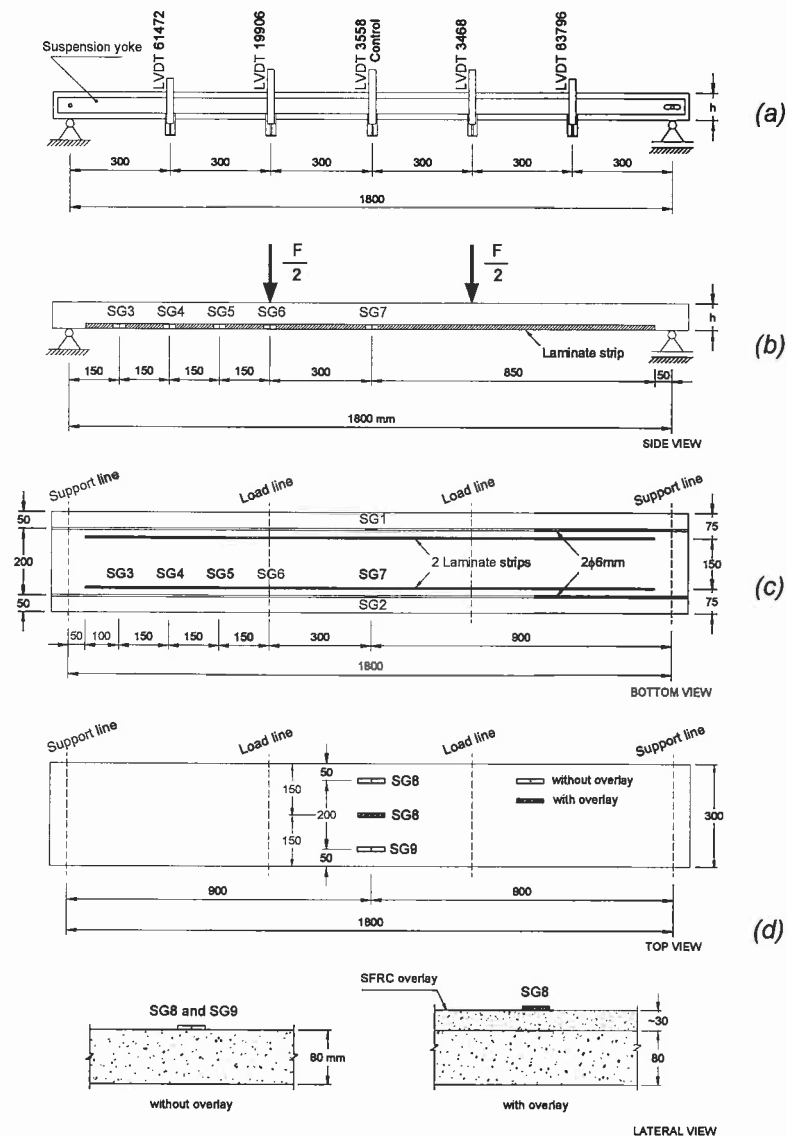 LVDT 61472
LVDT 19906
LVDT 3558
Control
LVDT 3468
LVDT 63796
Suspension yoke
h
(a)
300 300 300 300 300 300
1800
F
2
F
2
SG3 SG4 SG5 SG6 SG7
h
Laminate strip
(b)
150 150 150 150 300 850 50
1800 mm
SIDE VIEW
Support line
Load line
Load line
Support line
50
SG1
75
200
2 Laminate strips
2ϕ6mm
150
SG3 SG4 SG5 SG6 SG7
(c)
50
SG2
75
50 100 150 150 150 300 900
1800
BOTTOM VIEW
Support line
Load line
Load line
Support line
50
SG8
without overlay
150
with overlay
200
SG8
300
150
SG9
50
900 800
1800
(d)
TOP VIEW
SFRC overlay
SG8
SG8 and SG9
~30
80 mm
80
without overlay
with overlay
LATERAL VIEW